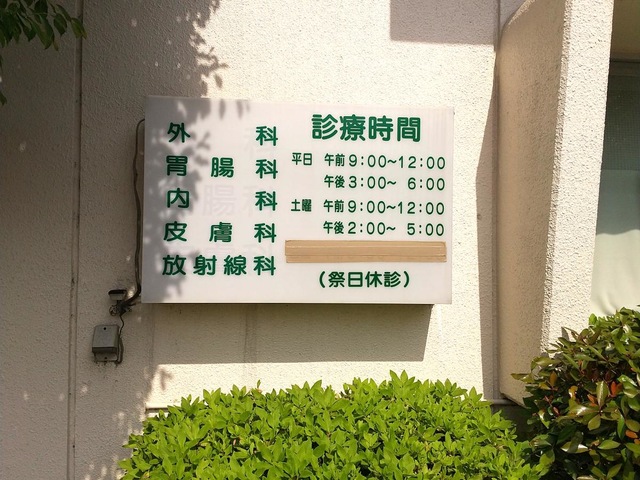 外科
胃腸科
内科
皮膚科
放射線科
診療時間
平日 午前 9:00~12:00
午後 3:00~ 6:00
土曜 午前 9:00~12:00
午後 2:00~ 5:00
(祭日休診)